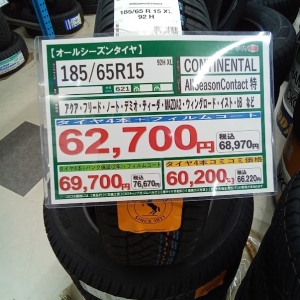 185/65 R 15 XL
92 H
【オールシーズンタイヤ】
185/65R15
92H XL
621
CONTINENTAL
AllSeasonContact 特
アクア・フリード・ノート・デミオ・ティーダ・MAZDA2・ウィングロード・イスト・他 など
タイヤ4本+フィルムコート
62,700円
税込
68,970円
69,700円
税込
76,670円
タイヤ4本コミコミ価格
60,200円
税込
66,220円